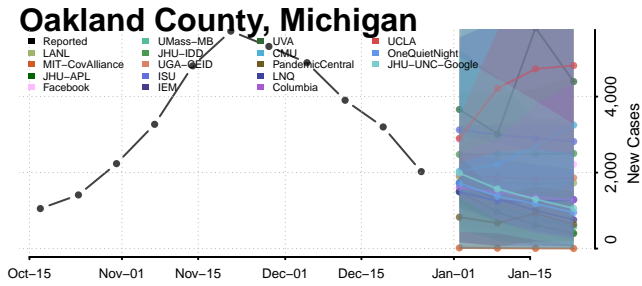 Oakland County, Michigan
Reported UMass−MB UVA UCLA
LANL JHU−IDD CMU OneQuietNight
MIT−CovAlliance UGA−CEID PandemicCentral JHU−UNC−Google
JHU−APL ISU LNQ
Facebook IEM Columbia
4,000
2,000
0
New Cases
Oct−15 Nov−01 Nov−15 Dec−01 Dec−15 Jan−01 Jan−15